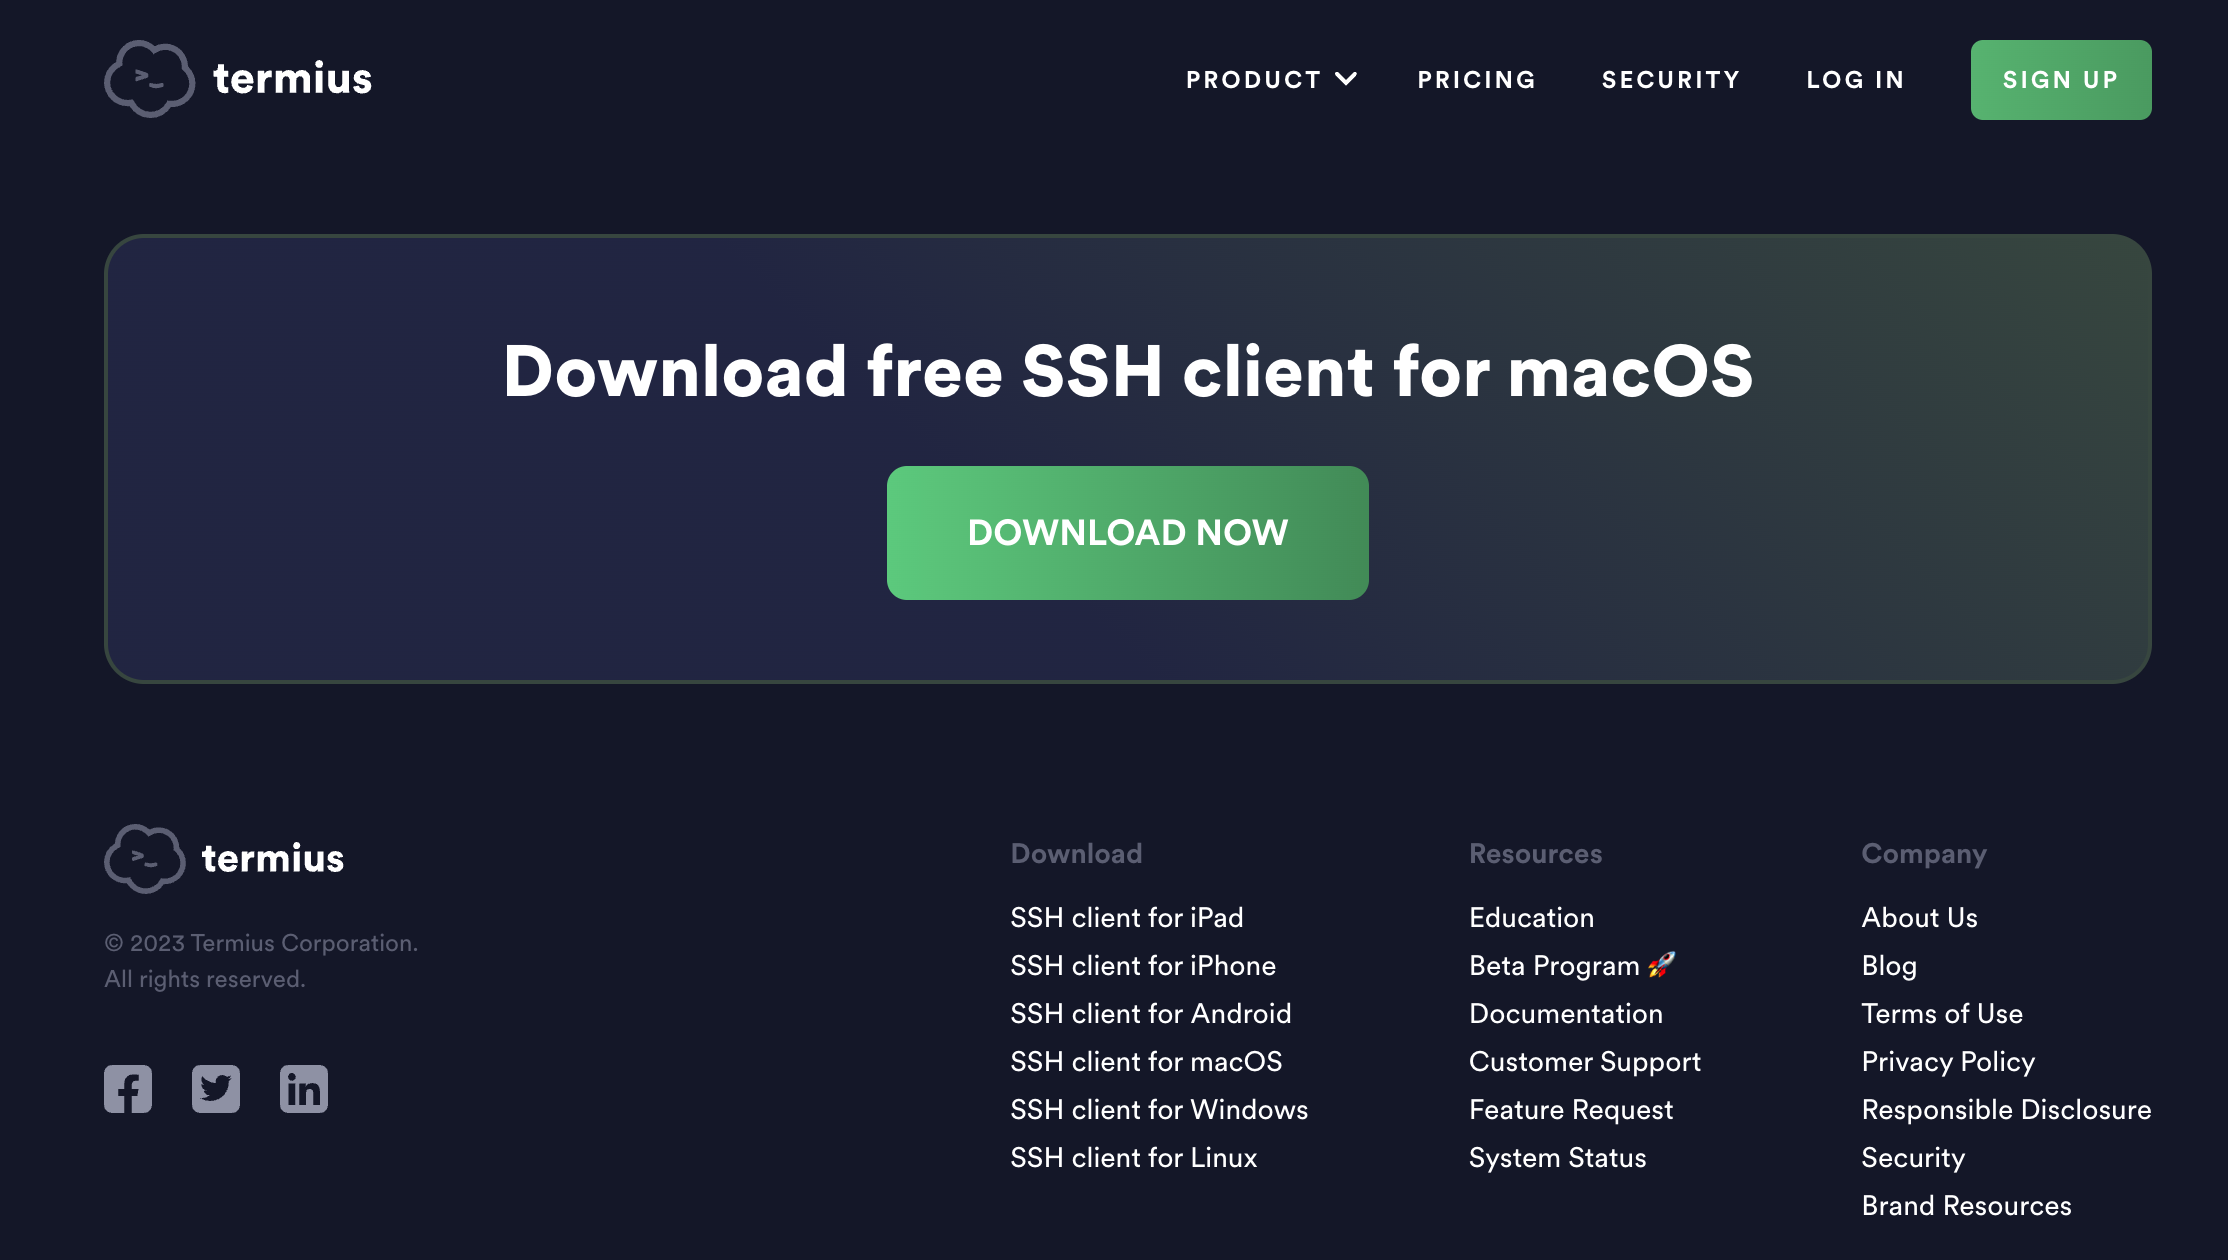 termius
PRODUCT PRICING SECURITY LOG IN SIGN UP
Download free SSH client for macOS
DOWNLOAD NOW
termius
© 2023 Termius Corporation.
All rights reserved.
Download
SSH client for iPad
SSH client for iPhone
SSH client for Android
SSH client for macOS
SSH client for Windows
SSH client for Linux
Resources
Education
Beta Program 🚀
Documentation
Customer Support
Feature Request
System Status
Company
About Us
Blog
Terms of Use
Privacy Policy
Responsible Disclosure
Security
Brand Resources